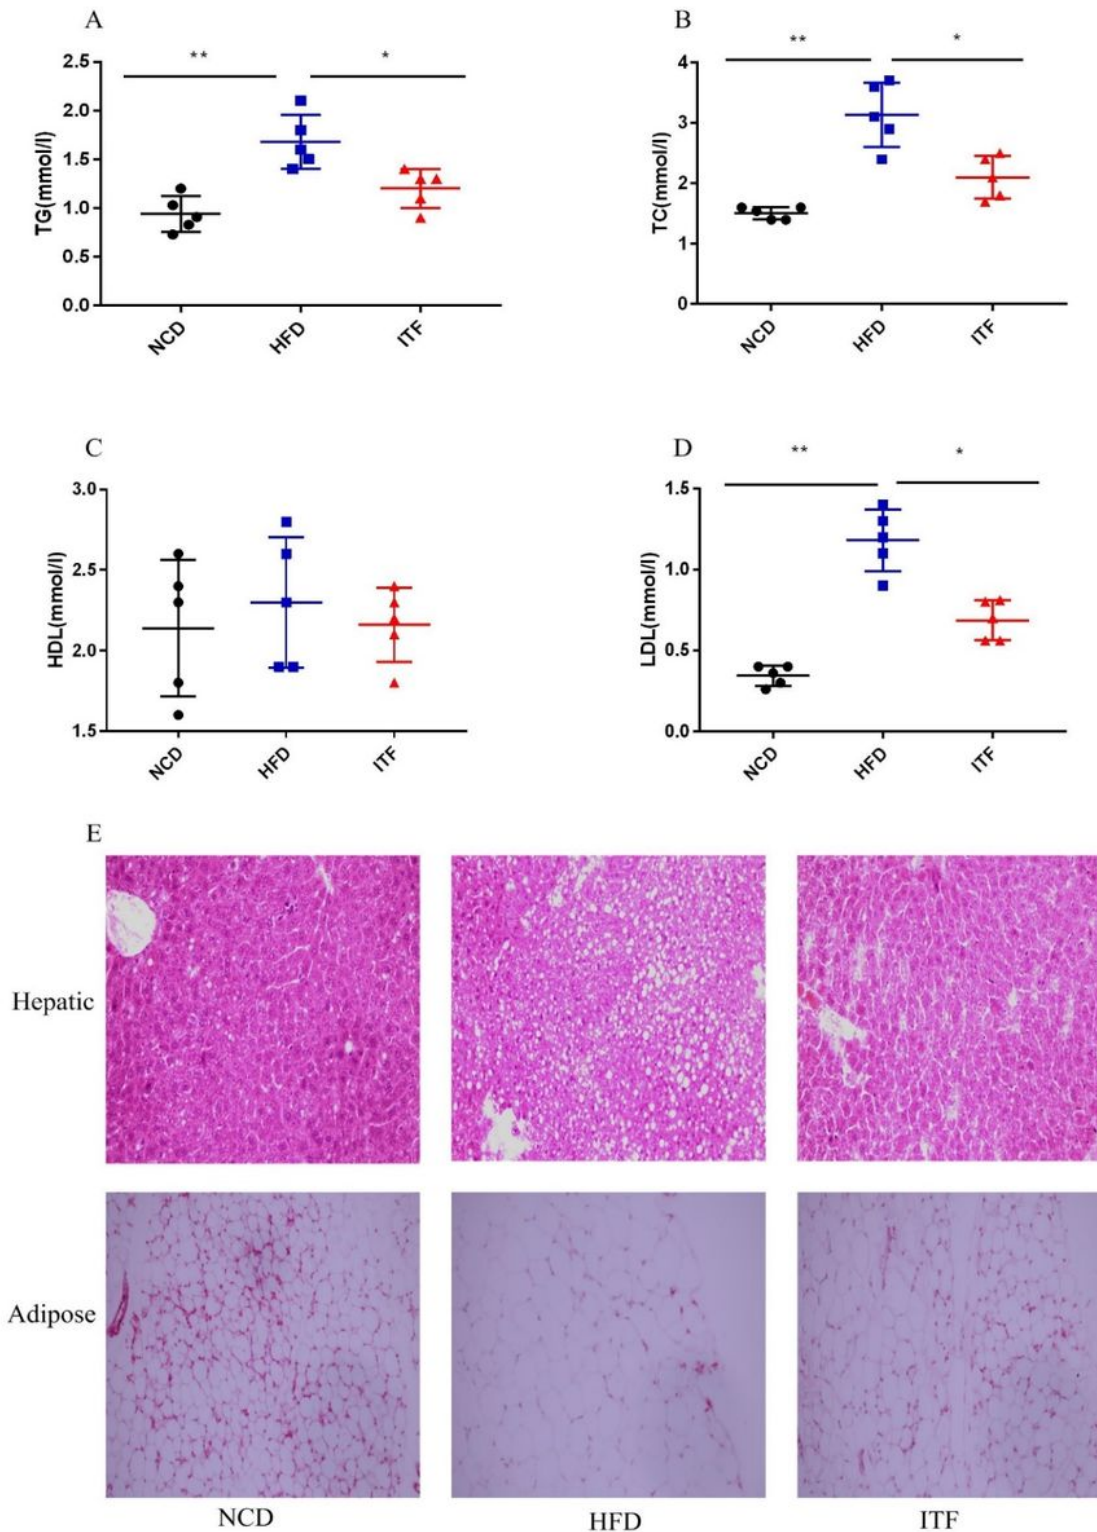 A
**
*
TG(mmol/l)
2.5
2.0
1.5
1.0
0.5
0.0
NCD
HFD
ITF
B
**
*
TC(mmol/l)
4
3
2
1
0
NCD
HFD
ITF
C
HDL(mmol/l)
3.0
2.5
2.0
1.5
NCD
HFD
ITF
D
**
*
LDL(mmol/l)
1.5
1.0
0.5
0.0
NCD
HFD
ITF
E
Hepatic
Adipose
NCD
HFD
ITF